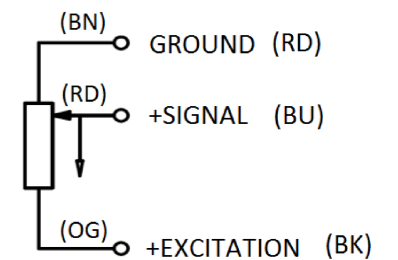 (BN)
GROUND (RD)
(RD)
+SIGNAL (BU)
(OG)
+EXCITATION (BK)